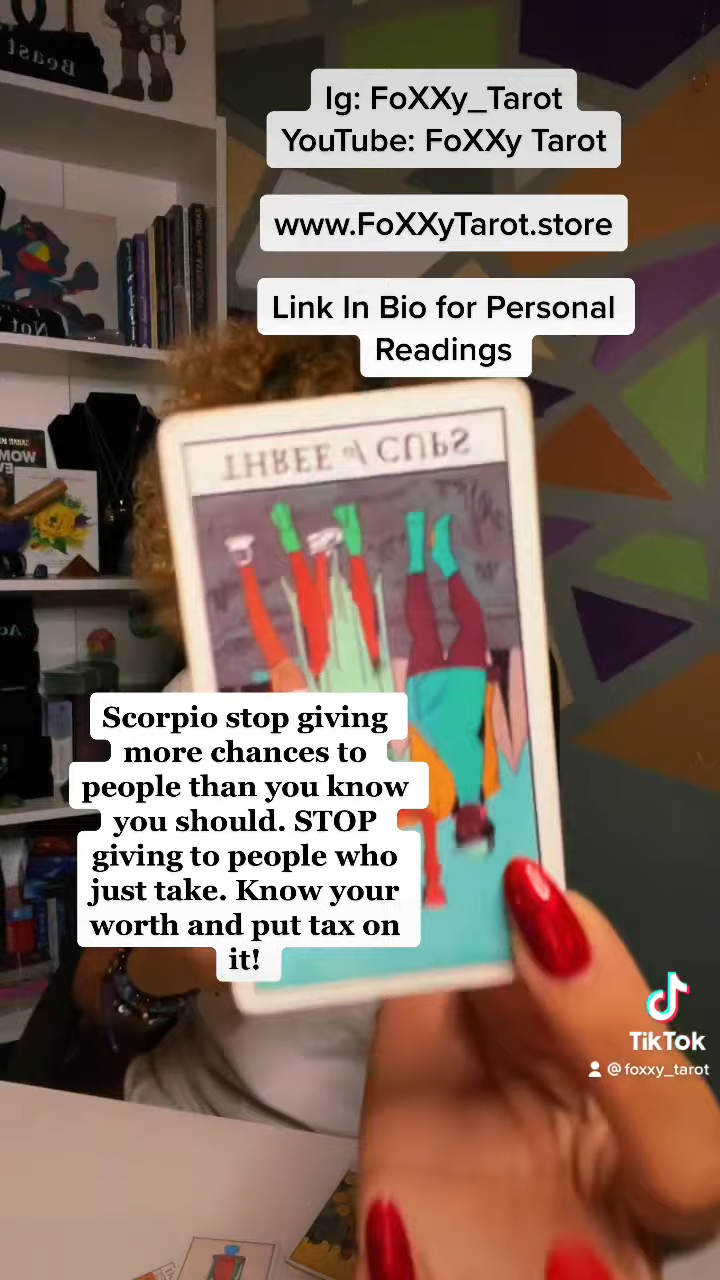 Beast
Ig: FoXXy_Tarot
YouTube: FoXXy Tarot
www.FoXXyTarot.store
Link In Bio for Personal
Readings
THREE of CUPS
Scorpio stop giving
more chances to
people than you know
you should. STOP
giving to people who
just take. Know your
worth and put tax on
it!
TikTok
@foxxy_tarot